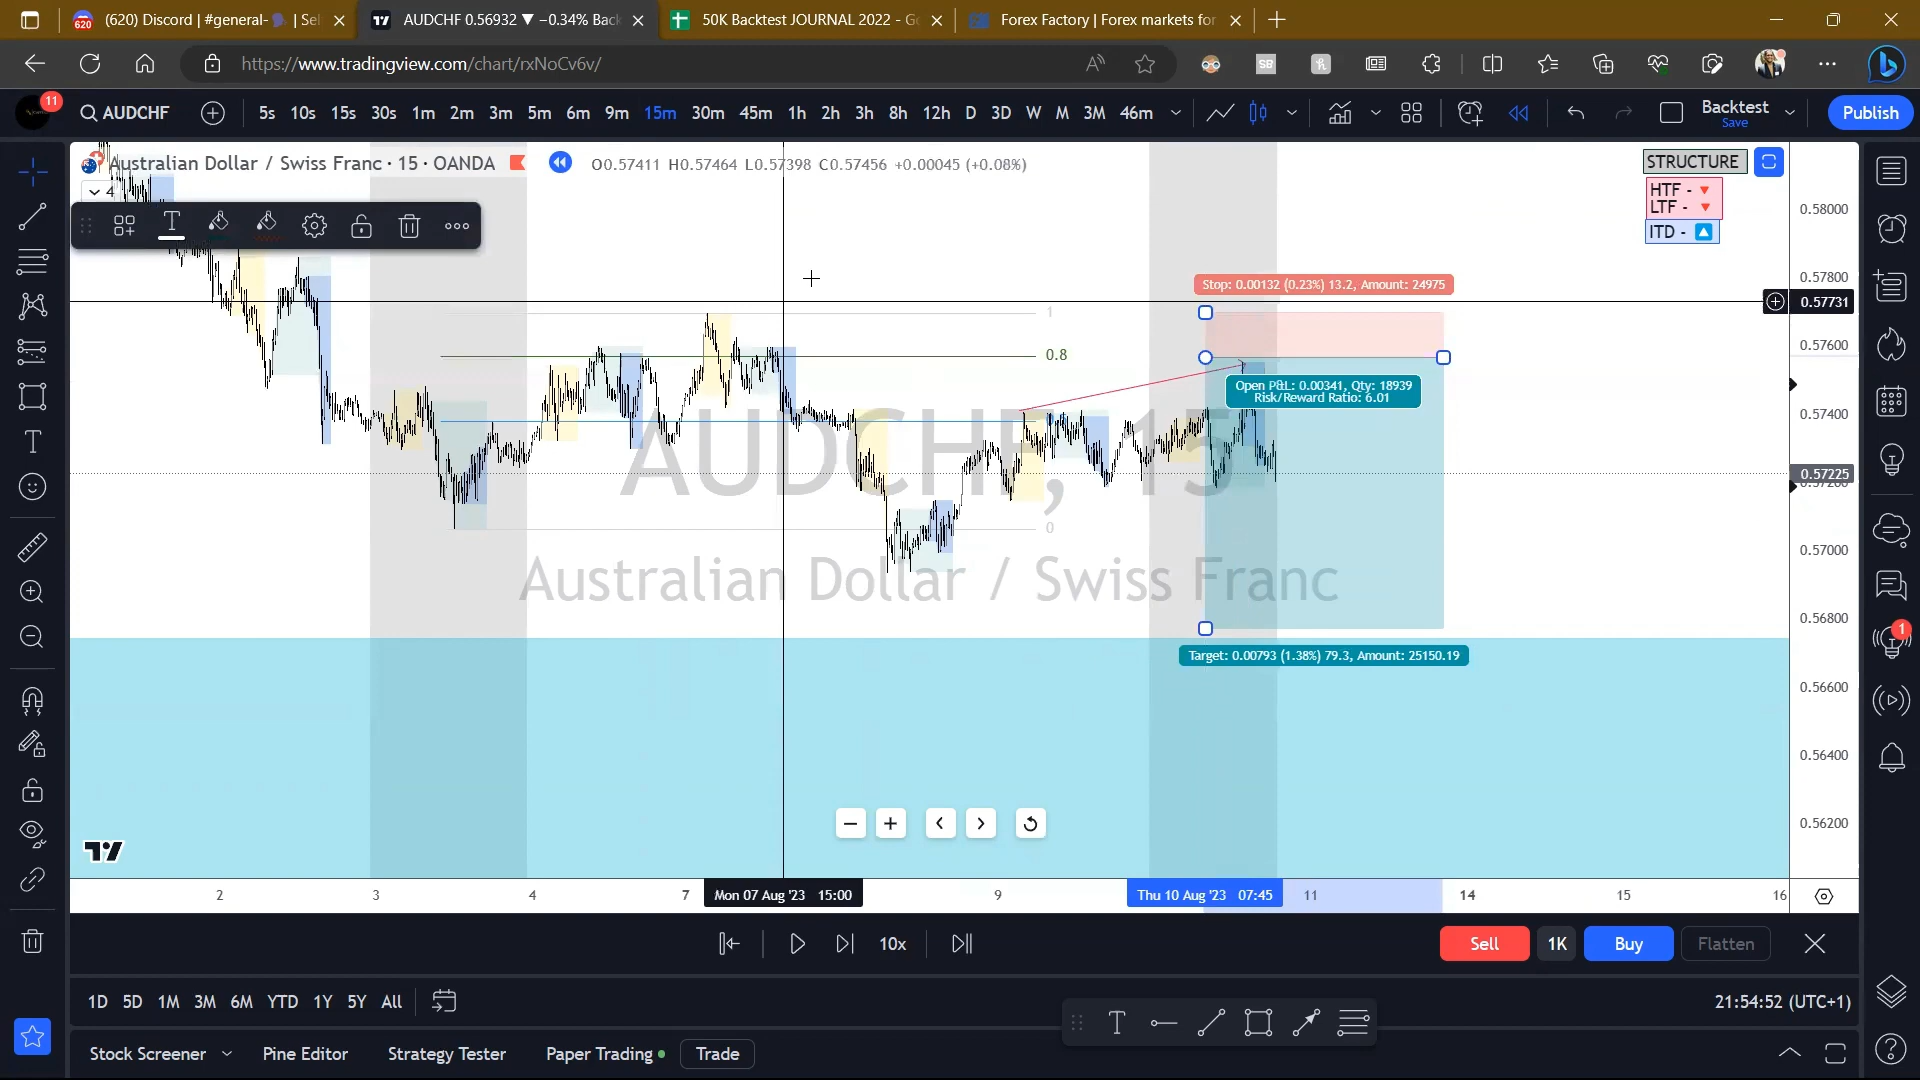 (620) Discord | #general- | Sel
AUDCHF 0.56932 ▼ −0.34% Back
50K Backtest JOURNAL 2022 - Go
Forex Factory | Forex markets for
https://www.tradingview.com/chart/rxNoCv6v/
11
AUDCHF
5s 10s 15s 30s 1m 2m 3m 5m 6m 9m 15m 30m 45m 1h 2h 3h 8h 12h D 3D W M 3M 46m
Backtest
Save
Publish
Australian Dollar / Swiss Franc · 15 · OANDA
O0.57411 H0.57464 L0.57398 C0.57456 +0.00045 (+0.08%)
4
STRUCTURE
HTF - ▼
LTF - ▼
ITD - ▲
0.58000
0.57800
0.57731
0.57600
0.57400
0.57225
0.57200
0.57000
0.56800
0.56600
0.56400
0.56200
Stop: 0.00132 (0.23%) 13.2, Amount: 24975
1
0.8
0
Open P&L: 0.00341, Qty: 18939
Risk/Reward Ratio: 6.01
AUDCHF, 15
Australian Dollar / Swiss Franc
Target: 0.00793 (1.38%) 79.3, Amount: 25150.19
2 3 4 7 Mon 07 Aug '23 15:00 9 Thu 10 Aug '23 07:45 11 14 15 16
10x
Sell 1K Buy Flatten
1D 5D 1M 3M 6M YTD 1Y 5Y All
21:54:52 (UTC+1)
Stock Screener Pine Editor Strategy Tester Paper Trading Trade
1